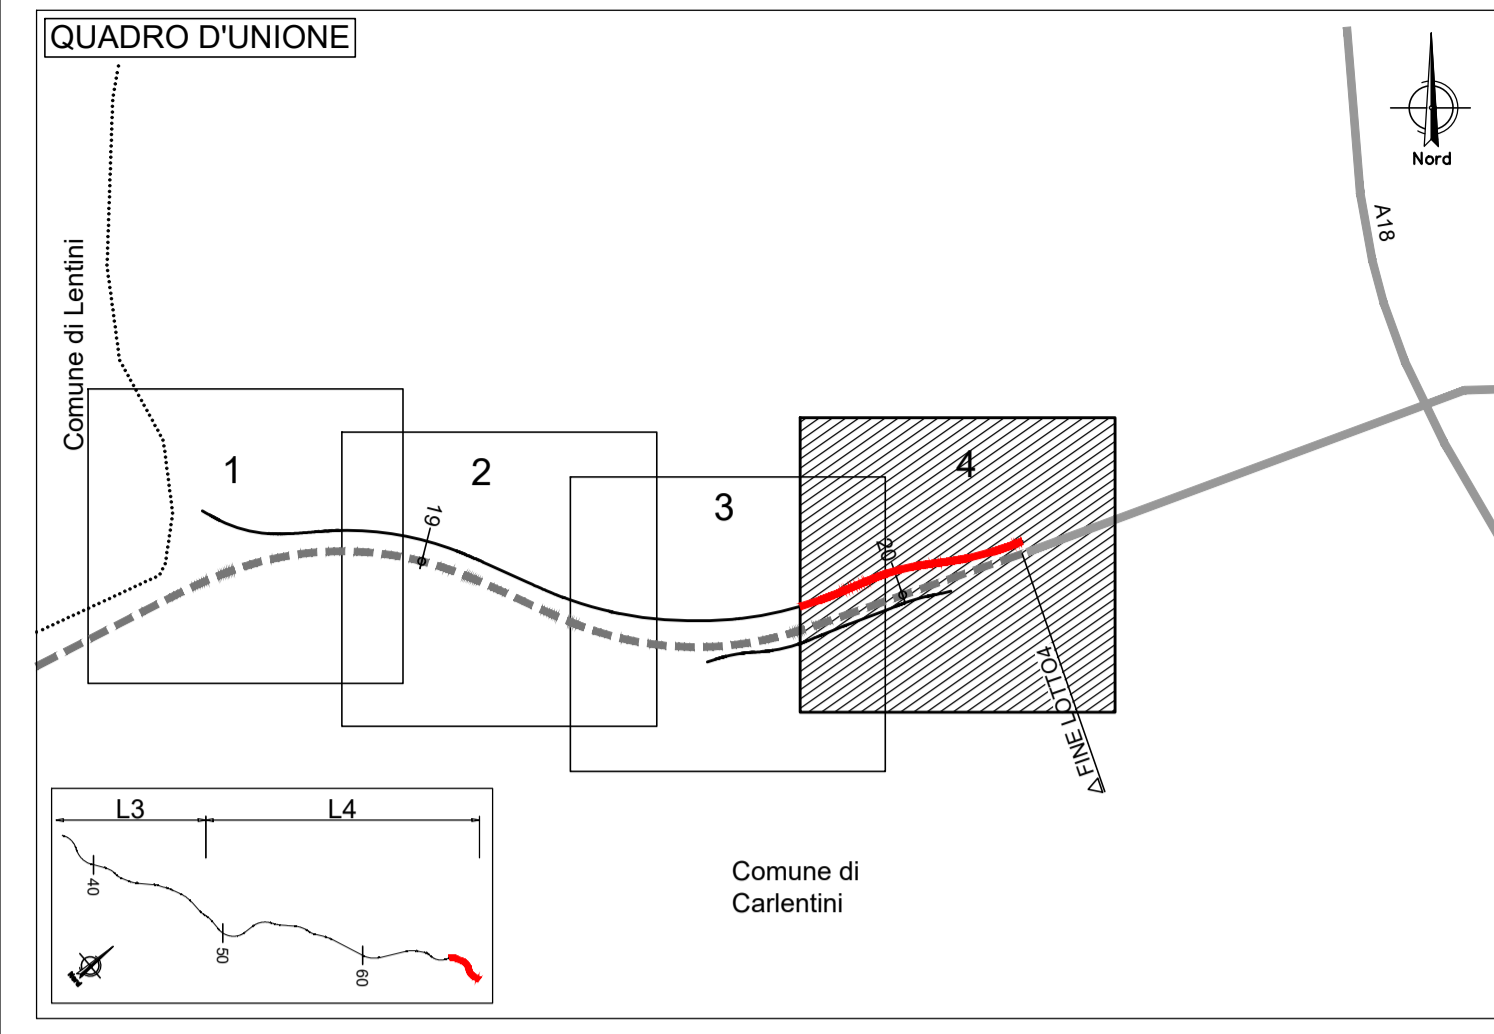 QUADRO D'UNIONE
Nord
A18
Comune di Lentini
1
2
3
4
19
20
FINE LOTTO4
L3
L4
40
50
60
Comune di
Carlentini